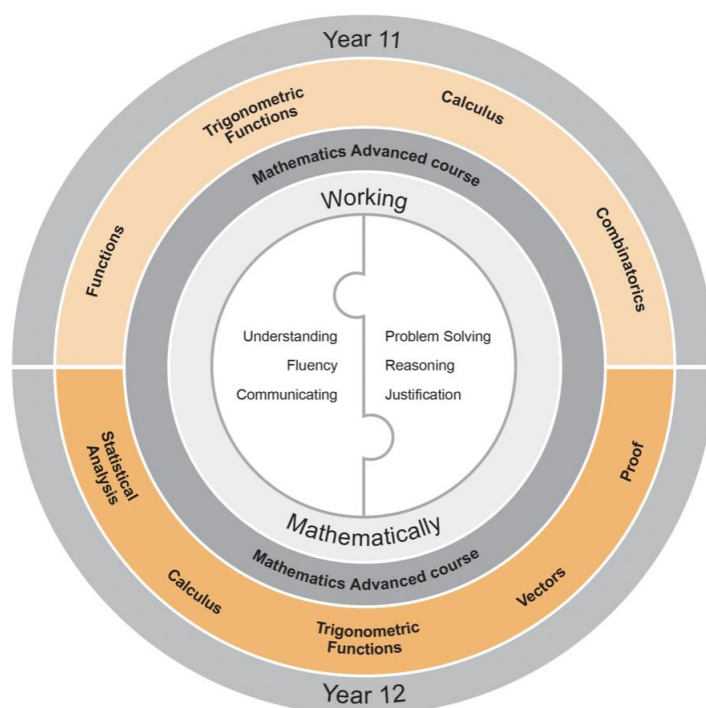 Year 11
Trigonometric
Functions
Calculus
Functions
Combinatorics
Mathematics Advanced course
Working
Understanding
Fluency
Communicating
Problem Solving
Reasoning
Justification
Mathematically
Mathematics Advanced course
Statistical
Analysis
Calculus
Trigonometric
Functions
Vectors
Proof
Year 12